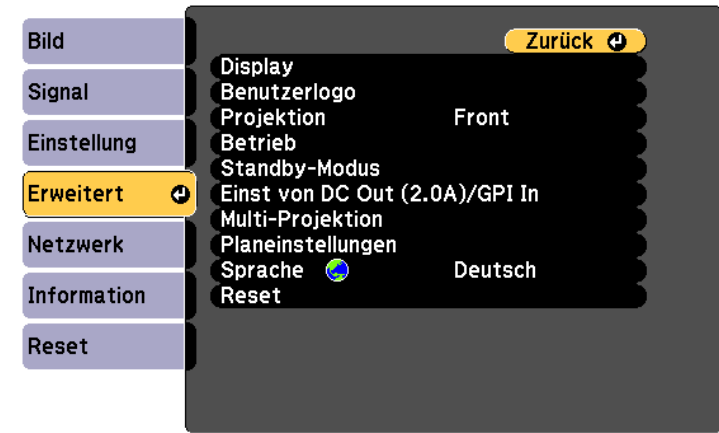 Bild
Signal
Einstellung
Erweitert
Netzwerk
Information
Reset
Zurück
Display
Benutzerlogo
Projektion Front
Betrieb
Standby-Modus
Einst von DC Out (2.0A)/GPI In
Multi-Projektion
Planeinstellungen
Sprache Deutsch
Reset